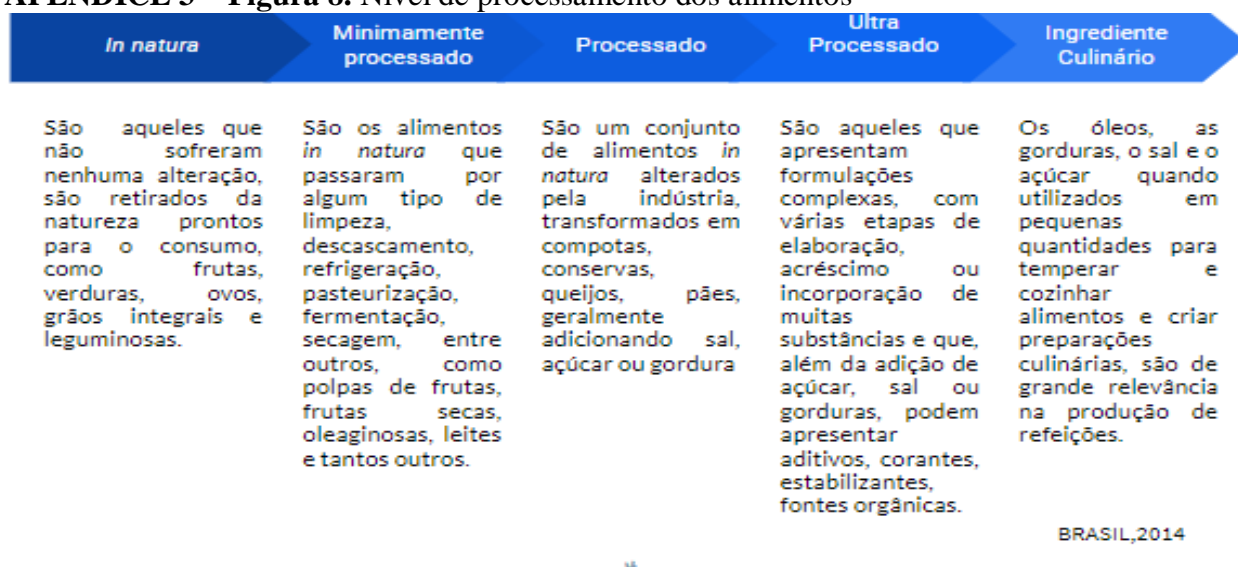 APÊNDICE 5 – Figura 8. Nível de processamento dos alimentos
In natura
Minimamente
processado
Processado
Ultra
Processado
Ingrediente
Culinário
São aqueles que
não sofreram
nenhuma alteração,
são retirados da
natureza prontos
para o consumo,
como frutas,
verduras, ovos,
grãos integrais e
leguminosas.
São os alimentos
in natura que
passaram por
algum tipo de
limpeza,
descascamento,
refrigeração,
pasteurização,
fermentação,
secagem, entre
outros, como
polpas de frutas,
frutas secas,
oleaginosas, leites
e tantos outros.
São um conjunto
de alimentos in
natura alterados
pela indústria,
transformados em
compotas,
conservas,
queijos, pães,
geralmente
adicionando sal,
açúcar ou gordura
São aqueles que
apresentam
formulações
complexas, com
várias etapas de
elaboração,
acréscimo ou
incorporação de
muitas
substâncias e que,
além da adição de
açúcar, sal ou
gorduras, podem
apresentar
aditivos, corantes,
estabilizantes,
fontes orgânicas.
Os óleos, as
gorduras, o sal e o
açúcar quando
utilizados em
pequenas
quantidades para
temperar e
cozinhar
alimentos e criar
preparações
culinárias, são de
grande relevância
na produção de
refeições.
BRASIL,2014